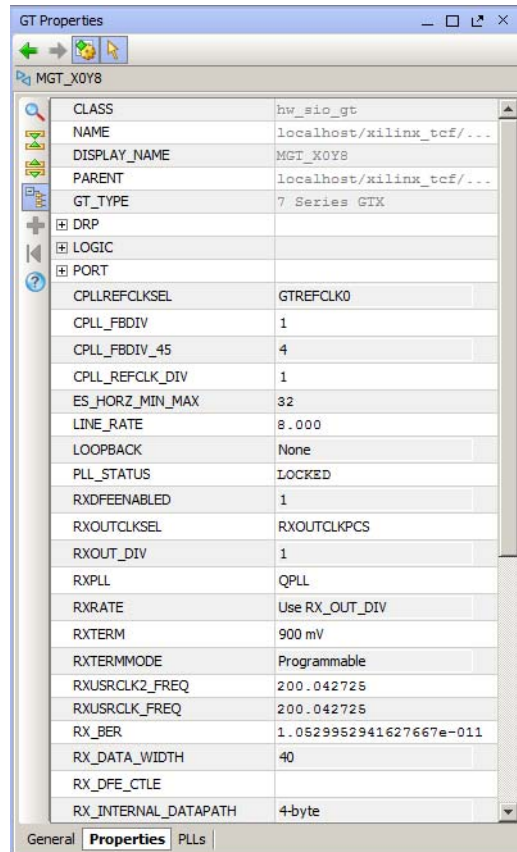 GT Properties
MGT_X0Y8
CLASS hw_sio_gt
NAME localhost/xilinx_tcf/...
DISPLAY_NAME MGT_X0Y8
PARENT localhost/xilinx_tcf/...
GT_TYPE 7 Series GTX
DRP
LOGIC
PORT
CPLLREFCLKSEL GTREFCLK0
CPLL_FBDIV 1
CPLL_FBDIV_45 4
CPLL_REFCLK_DIV 1
ES_HORZ_MIN_MAX 32
LINE_RATE 8.000
LOOPBACK None
PLL_STATUS LOCKED
RXDFEENABLED 1
RXOUTCLKSEL RXOUTCLKPCS
RXOUT_DIV 1
RXPLL QPLL
RXRATE Use RX_OUT_DIV
RXTERM 900 mV
RXTERMMODE Programmable
RXUSRCLK2_FREQ 200.042725
RXUSRCLK_FREQ 200.042725
RX_BER 1.0529952941627667e-011
RX_DATA_WIDTH 40
RX_DFE_CTLE
RX_INTERNAL_DATAPATH 4-byte
General Properties PLLs